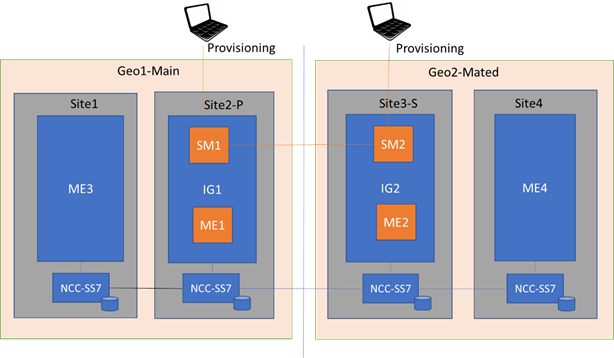 Provisioning
Provisioning
Geo1-Main
Geo2-Mated
Site1
Site2-P
Site3-S
Site4
SM1
SM2
ME3
IG1
IG2
ME4
ME1
ME2
NCC-SS7
NCC-SS7
NCC-SS7
NCC-SS7